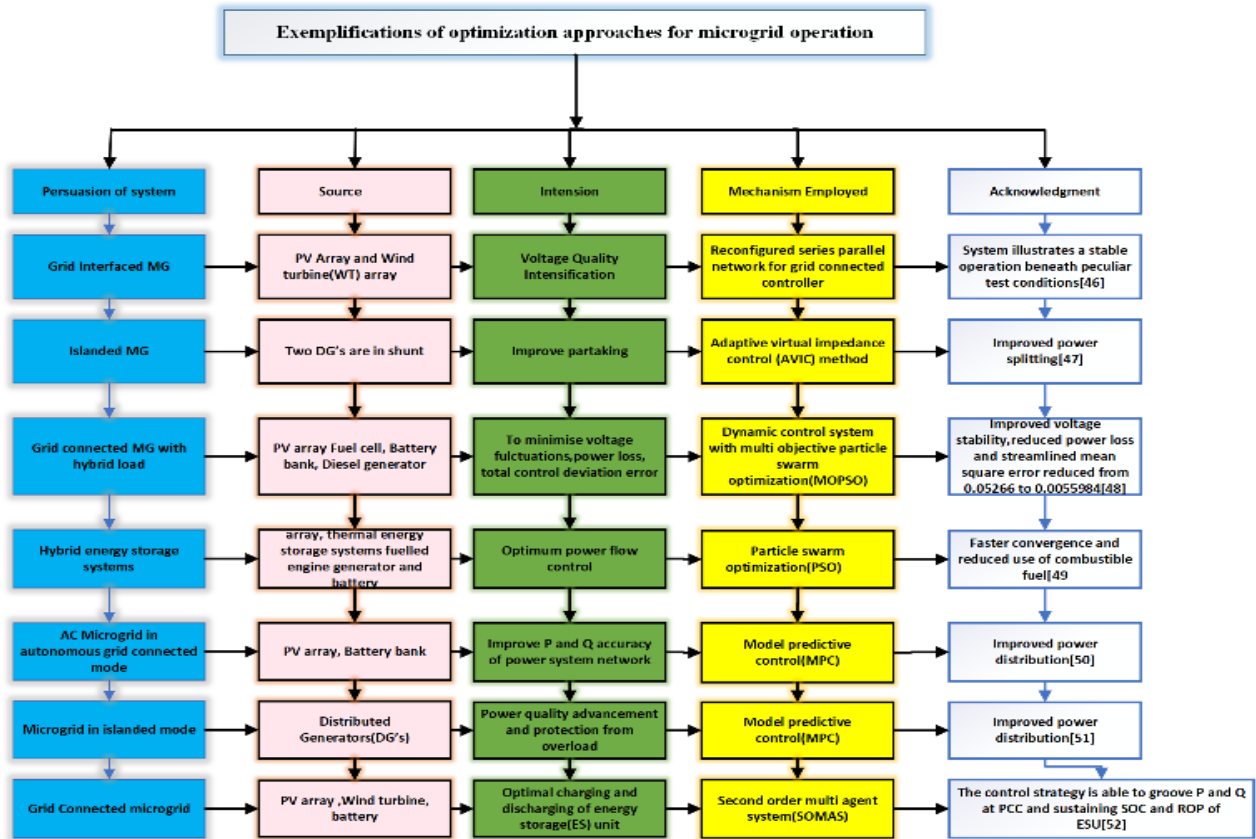 Exemplifications of optimization approaches for microgrid operation
Persuasion of system
Source
Intension
Mechanism Employed
Acknowledgment
Grid Interfaced MG
PV Array and Wind
turbine(WT) array
Voltage Quality
Intensification
Reconfigured series parallel
network for grid connected
controller
System illustrates a stable
operation beneath peculiar
test conditions[46]
Islanded MG
Two DG's are in shunt
Improve partaking
Adaptive virtual impedance
control (AVIC) method
Improved power
splitting[47]
Grid connected MG with
hybrid load
PV array Fuel cell, Battery
bank, Diesel generator
To minimise voltage
fulctuations,power loss,
total control deviation error
Dynamic control system
with multi objective particle
swarm
optimization(MOPSO)
Improved voltage
stability,reduced power loss
and streamlined mean
square error reduced from
0.05266 to 0.0055984[48]
Hybrid energy storage
systems
array, thermal energy
storage systems fuelled
engine generator and
battery
Optimum power flow
control
Particle swarm
optimization(PSO)
Faster convergence and
reduced use of combustible
fuel[49
AC Microgrid in
autonomous grid connected
mode
PV array, Battery bank
Improve P and Q accuracy
of power system network
Model predictive
control(MPC)
Improved power
distribution[50]
Microgrid in islanded mode
Distributed
Generators(DG's)
Power quality advancement
and protection from
overload
Model predictive
control(MPC)
Improved power
distribution[51]
Grid Connected microgrid
PV array ,Wind turbine,
battery
Optimal charging and
discharging of energy
storage(ES) unit
Second order multi agent
system(SOMAS)
The control strategy is able to groove P and Q
at PCC and sustaining SOC and ROP of
ESU[52]